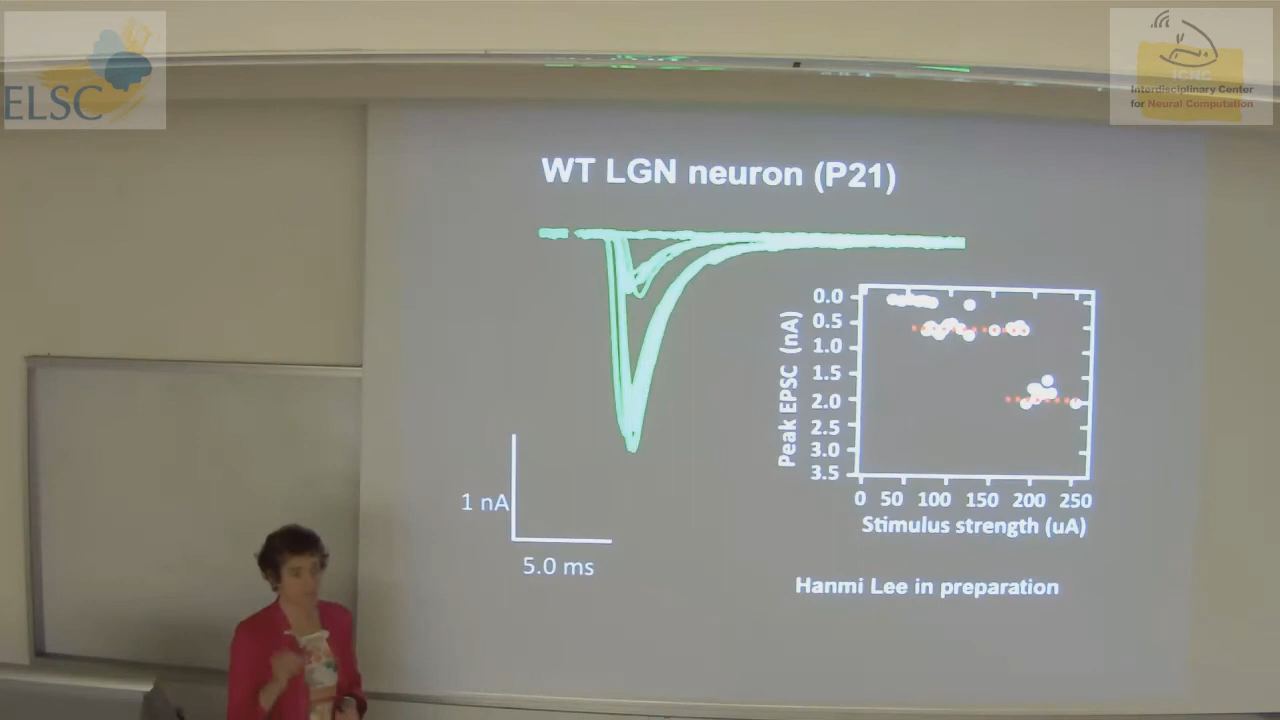 ELSC
ICNC
Interdisciplinary Center
for Neural Computation
WT LGN neuron (P21)
1 nA
5.0 ms
Peak EPSC (nA)
0.0
0.5
1.0
1.5
2.0
2.5
3.0
3.5
0 50 100 150 200 250
Stimulus strength (uA)
Hanmi Lee in preparation